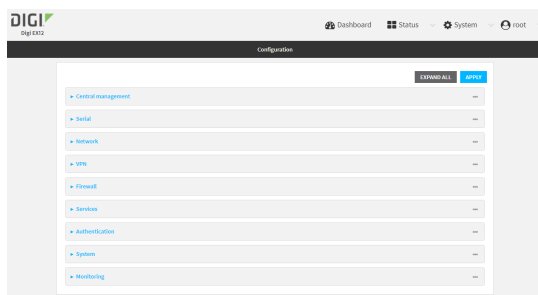 DIGI
Digi EX12
Dashboard
Status
System
root
Configuration
EXPAND ALL
APPLY
Central management
Serial
Network
VPN
Firewall
Services
Authentication
System
Monitoring